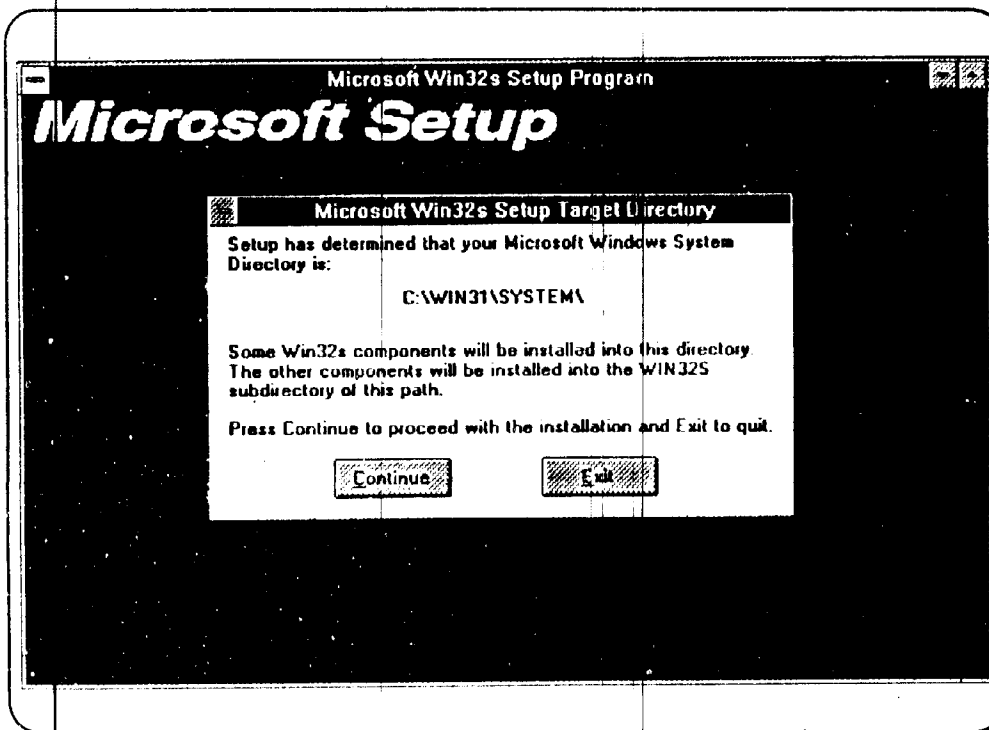 Microsoft Win32s Setup Program
Microsoft Setup
Microsoft Win32s Setup Target Directory
Setup has determined that your Microsoft Windows System
Directory is:
C:\WIN31\SYSTEM\
Some Win32s components will be installed into this directory.
The other components will be installed into the WIN32S
subdirectory of this path.
Press Continue to proceed with the installation and Exit to quit.
Continue
Exit